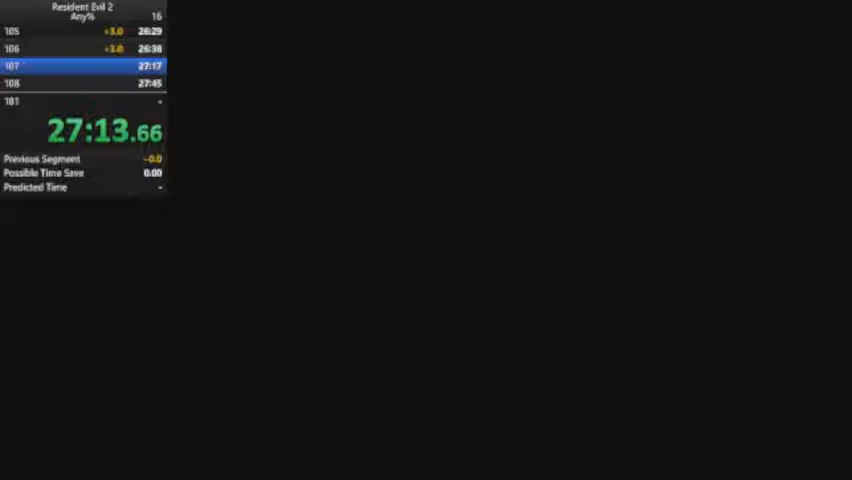 Resident Evil 2
Any% 16
105 +3.0 26:29
106 +3.0 26:38
107 27:17
108 27:45
181 -
27:13.66
Previous Segment -0.0
Possible Time Save 0.00
Predicted Time -